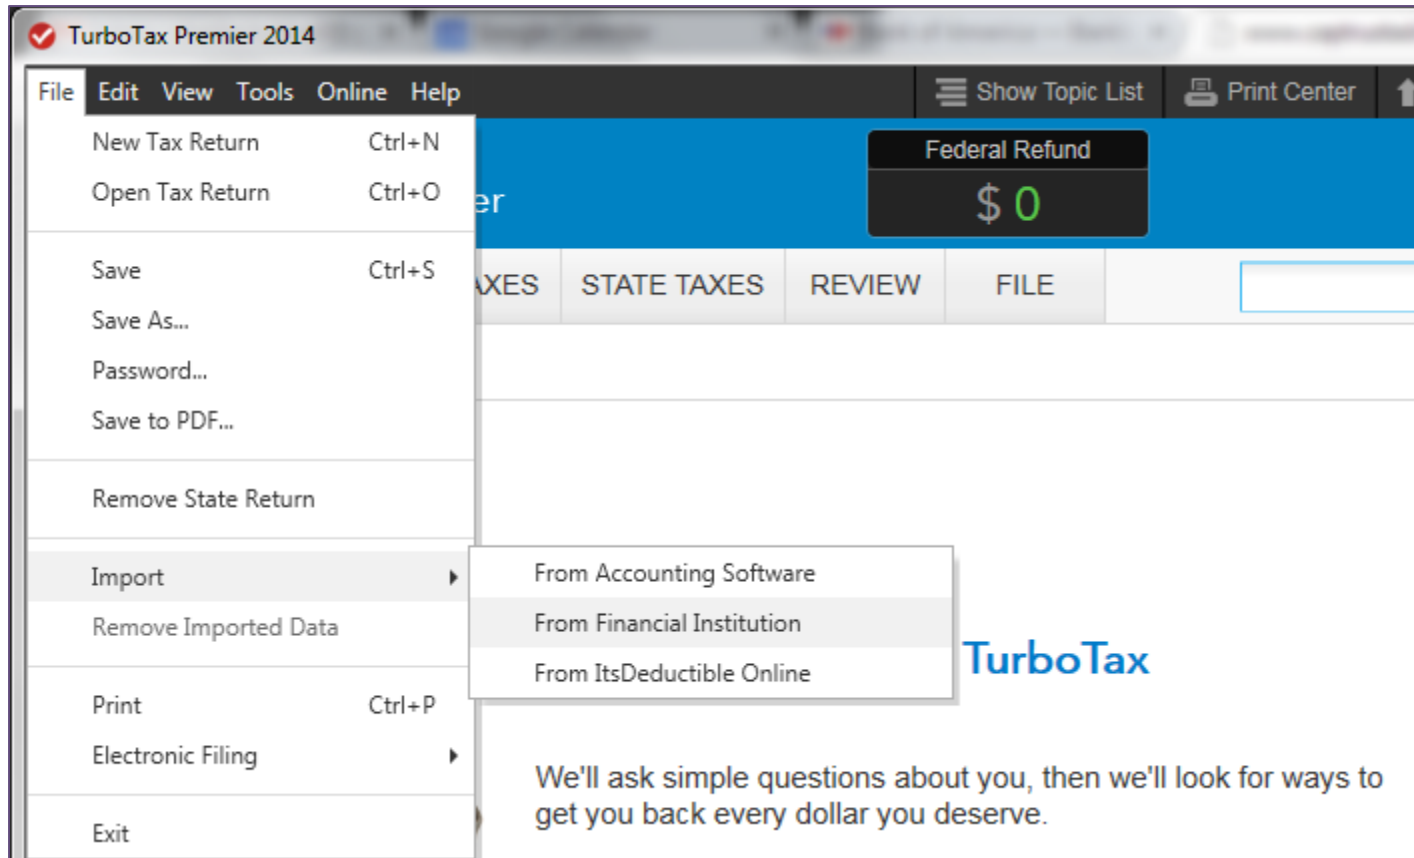 TurboTax Premier 2014
File Edit View Tools Online Help
Show Topic List
Print Center
New Tax Return Ctrl+N
Open Tax Return Ctrl+O
Save Ctrl+S
Save As...
Password...
Save to PDF...
Remove State Return
Import
Remove Imported Data
Print Ctrl+P
Electronic Filing
Exit
From Accounting Software
From Financial Institution
From ItsDeductible Online
er
Federal Refund
$ 0
AXES STATE TAXES REVIEW FILE
TurboTax
We'll ask simple questions about you, then we'll look for ways to
get you back every dollar you deserve.